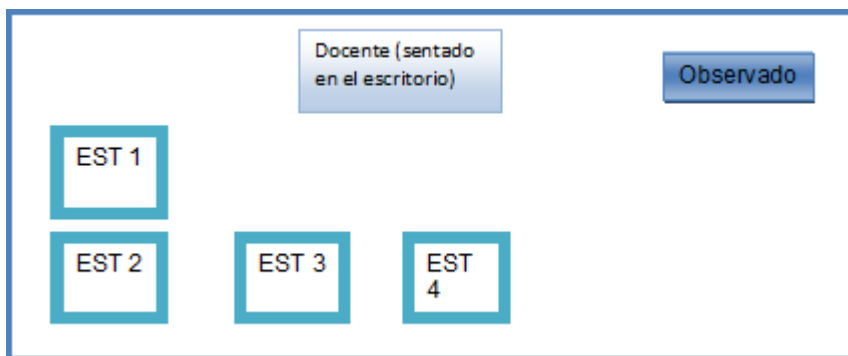 Docente (sentado
en el escritorio)
Observado
EST 1
EST 2
EST 3
EST
4